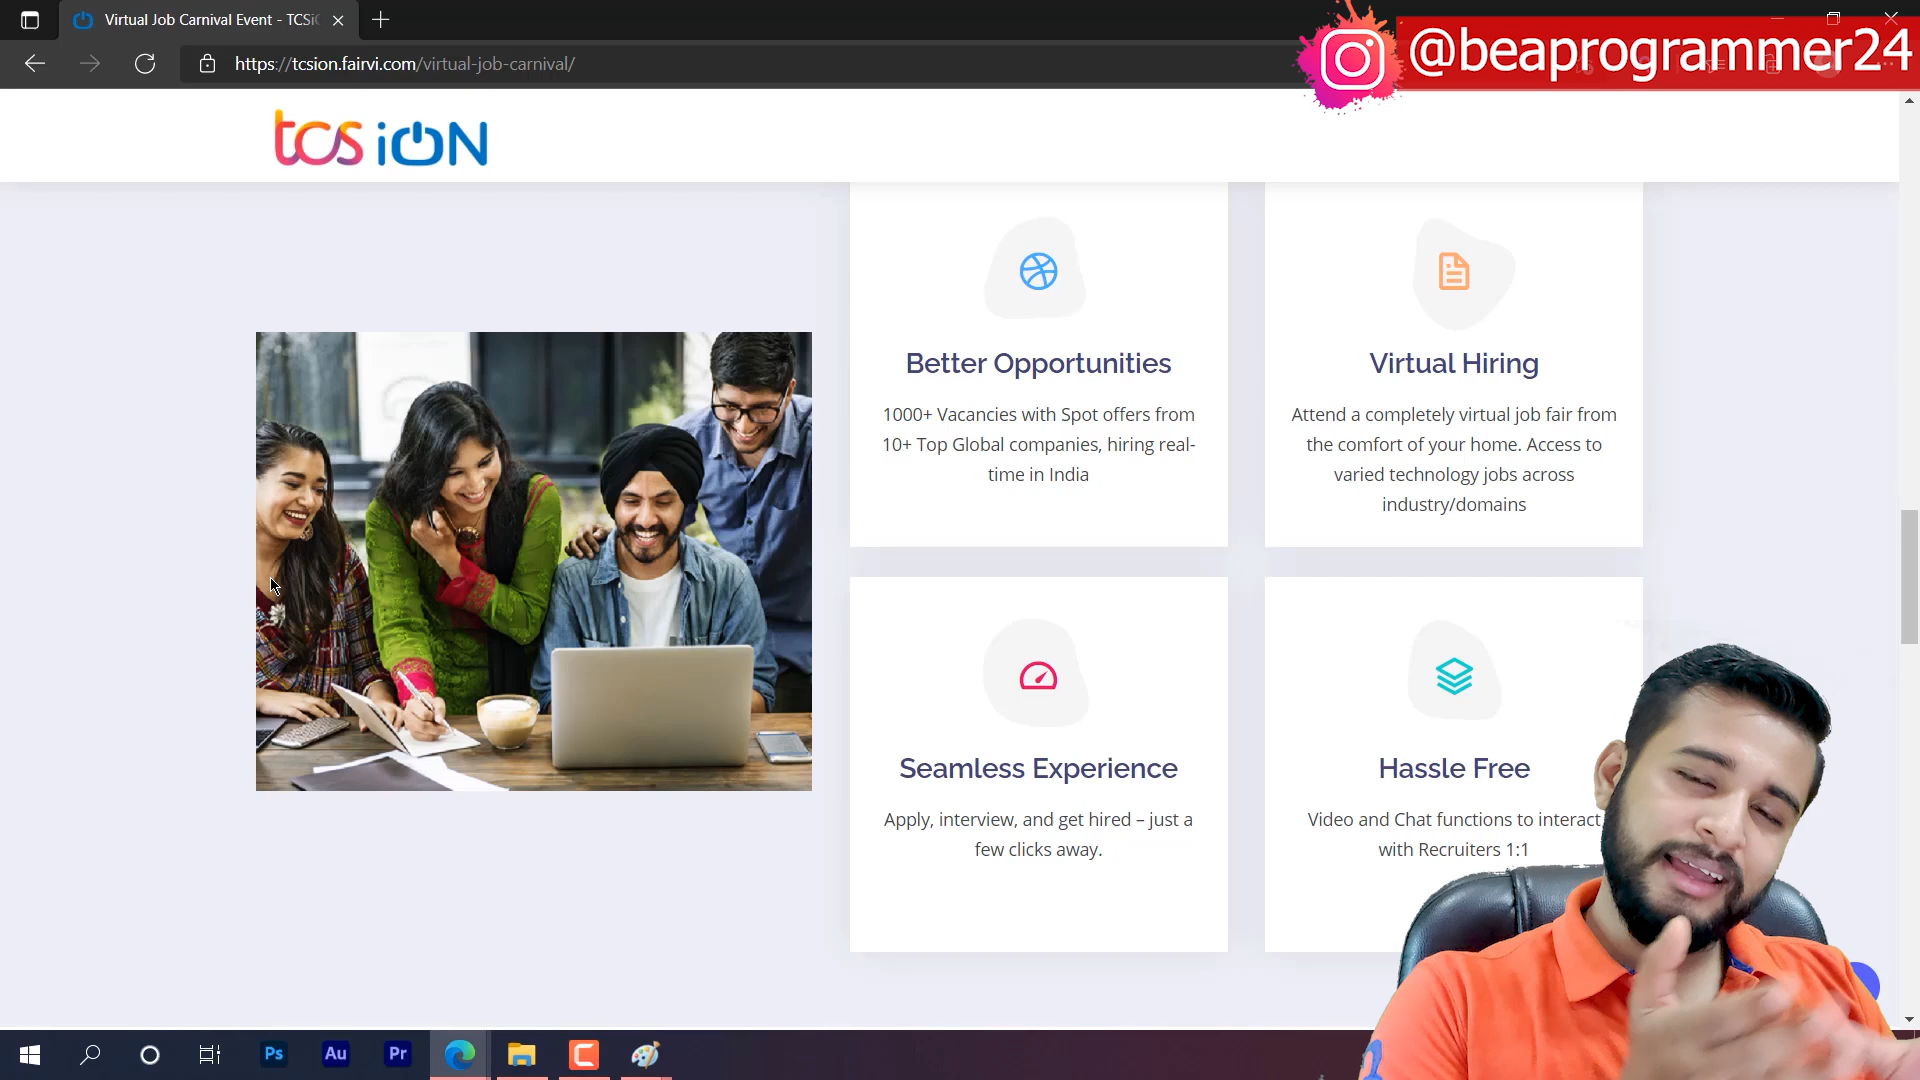 Virtual Job Carnival Event - TCSiO
https://tcsion.fairvi.com/virtual-job-carnival/
@beaprogrammer24
tcs iON
Better Opportunities
1000+ Vacancies with Spot offers from
10+ Top Global companies, hiring real-
time in India
Virtual Hiring
Attend a completely virtual job fair from
the comfort of your home. Access to
varied technology jobs across
industry/domains
Seamless Experience
Apply, interview, and get hired – just a
few clicks away.
Hassle Free
Video and Chat functions to interact
with Recruiters 1:1
Ps
Au
Pr